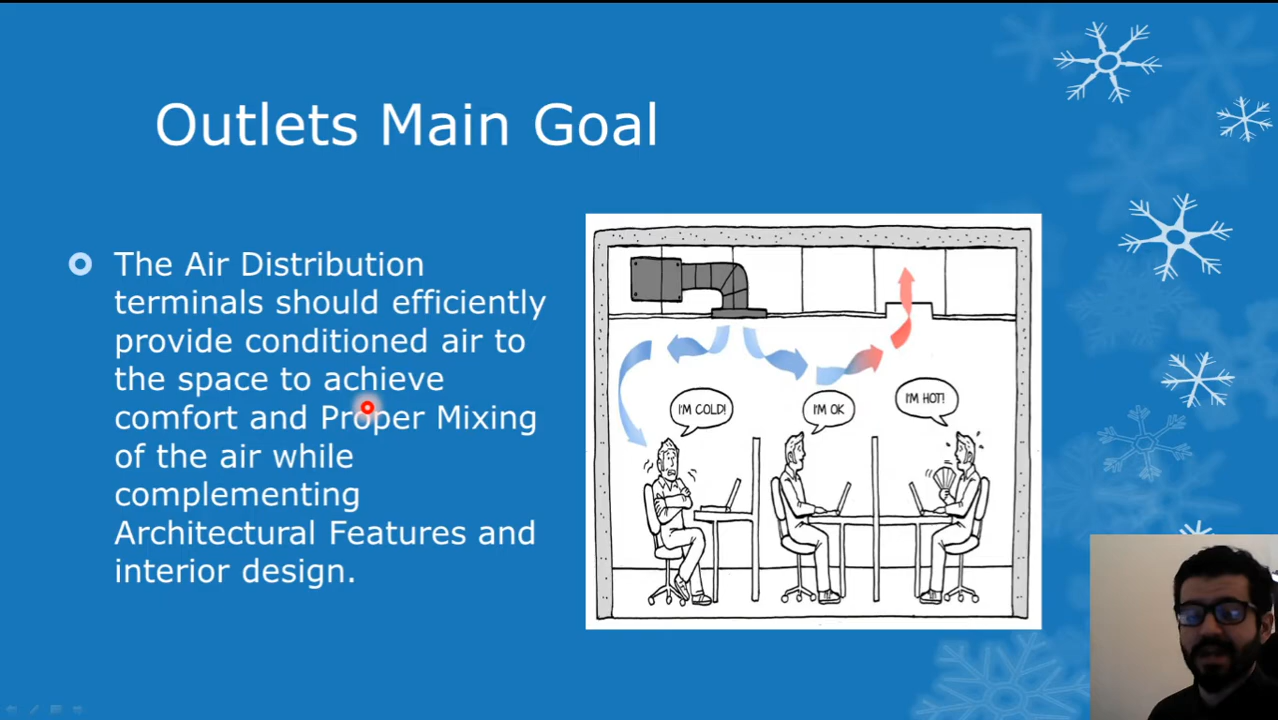 Outlets Main Goal
The Air Distribution
terminals should efficiently
provide conditioned air to
the space to achieve
comfort and Proper Mixing
of the air while
complementing
Architectural Features and
interior design.
I'M COLD!
I'M OK
I'M HOT!